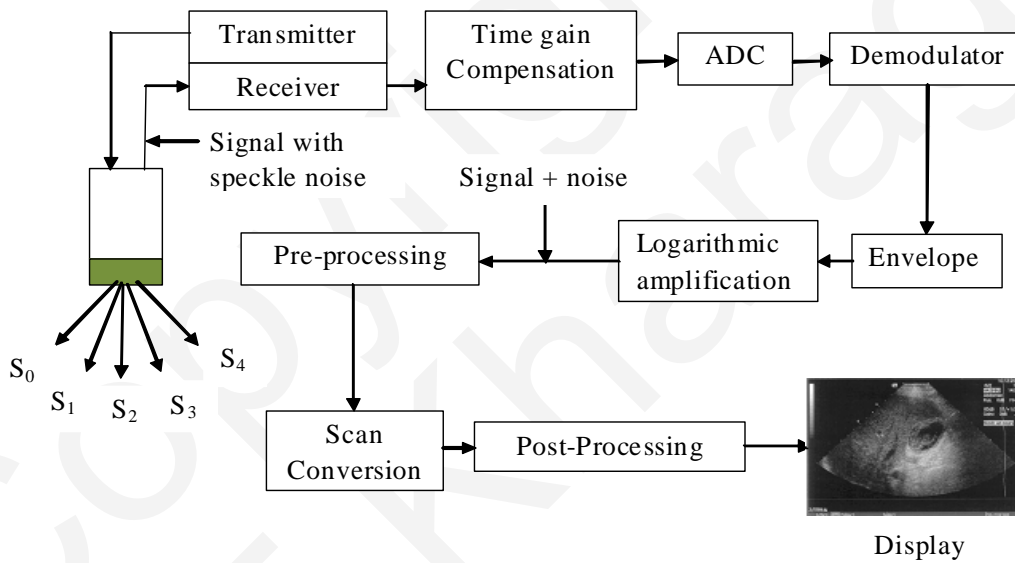 Transmitter
Receiver
Time gain
Compensation
ADC
Demodulator
Signal with
speckle noise
Signal + noise
Pre-processing
Logarithmic
amplification
Envelope
S₀
S₁
S₂
S₃
S₄
Scan
Conversion
Post-Processing
Display